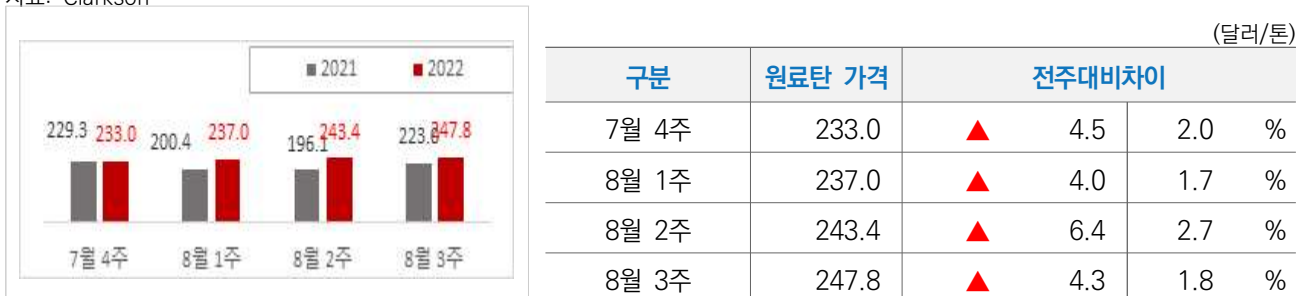 자료: Clarkson
(달러/톤)
■ 2021 ■ 2022
229.3 233.0 200.4 237.0 196.1 243.4 247.8
7월 4주 8월 1주 8월 2주 8월 3주
구분 원료탄 가격 전주대비차이
7월 4주 233.0 ▲ 4.5 2.0 %
8월 1주 237.0 ▲ 4.0 1.7 %
8월 2주 243.4 ▲ 6.4 2.7 %
8월 3주 247.8 ▲ 4.3 1.8 %